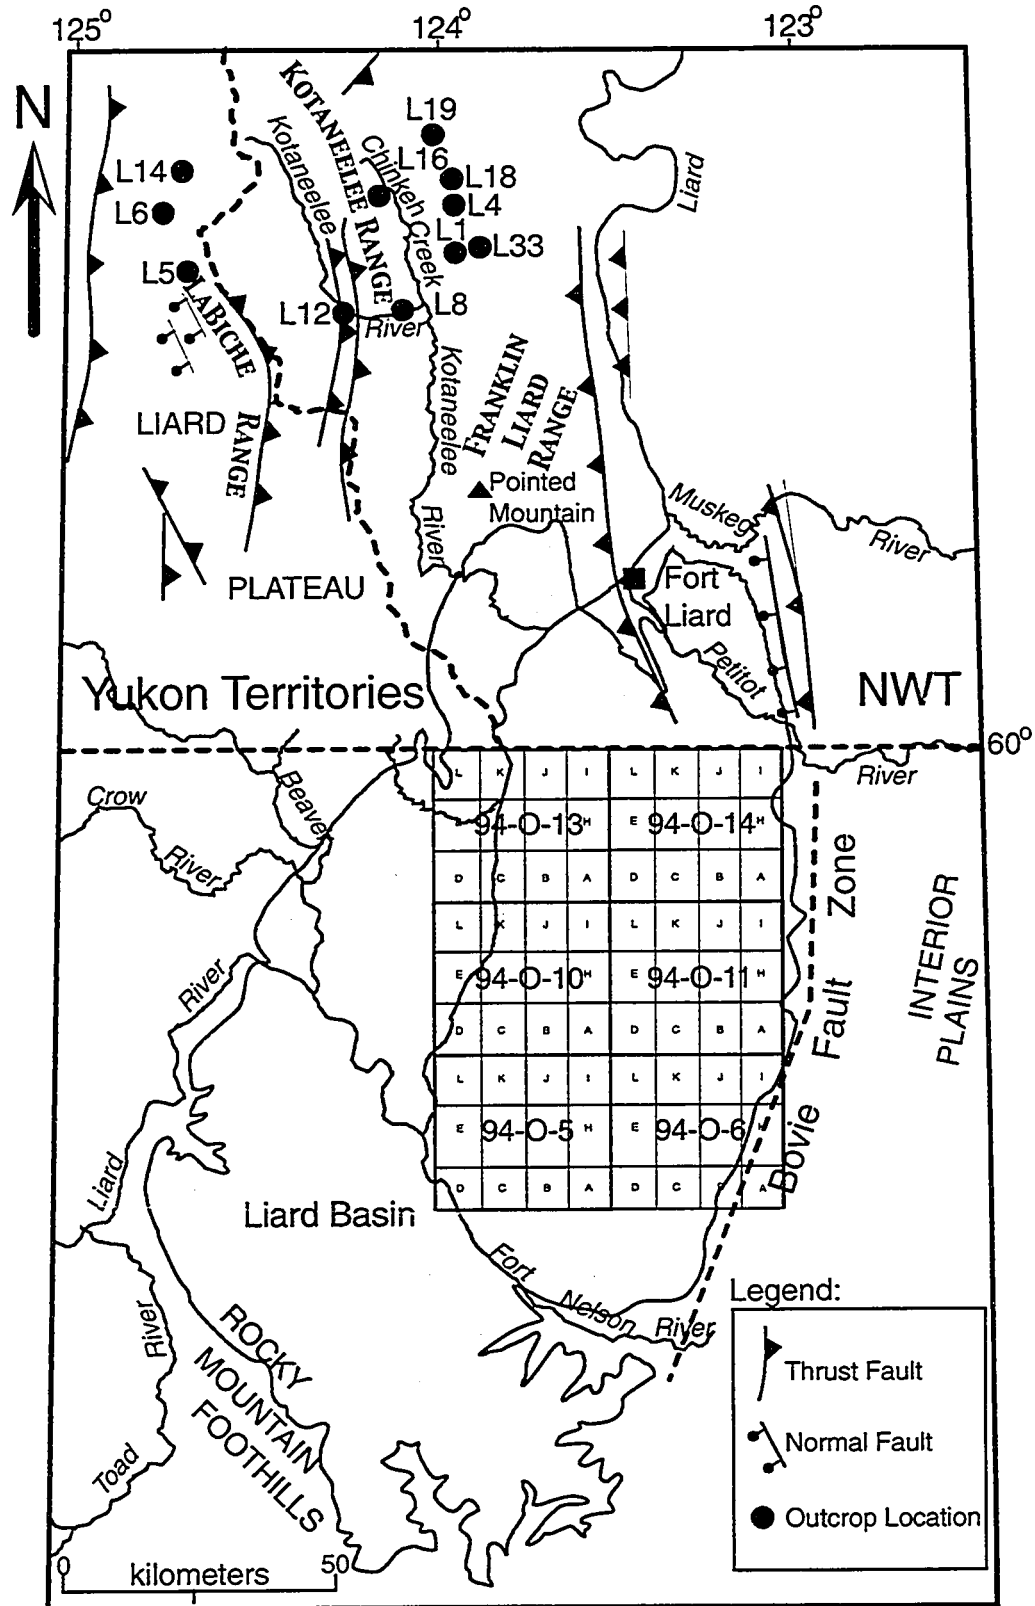 125°
124°
123°
N
KOTANEELEE RANGE
Kotaneelee
Chinkeh Creek
L19
L16
L14
L18
L6
L4
L1
L33
Liard
L5
LABICHE
RANGE
L12
L8
River
Kotaneelee
River
FRANKLIN
LIARD
RANGE
LIARD
PLATEAU
Pointed
Mountain
Muskeg
River
Fort
Liard
Petitot
Yukon Territories
NWT
60°
River
Crow
River
Beaver
L K J I L K J I
E 94-O-13 H E 94-O-14 H
D C B A D C B A
L K J I L K J I
E 94-O-10 H E 94-O-11 H
D C B A D C B A
L K J I L K J I
E 94-O-5 H E 94-O-6
D C B A D C B A
Bovie Fault Zone
INTERIOR
PLAINS
River
Liard
Liard Basin
Fort
Nelson
River
River
Toad
ROCKY
MOUNTAIN
FOOTHILLS
Legend:
Thrust Fault
Normal Fault
Outcrop Location
0 50
kilometers